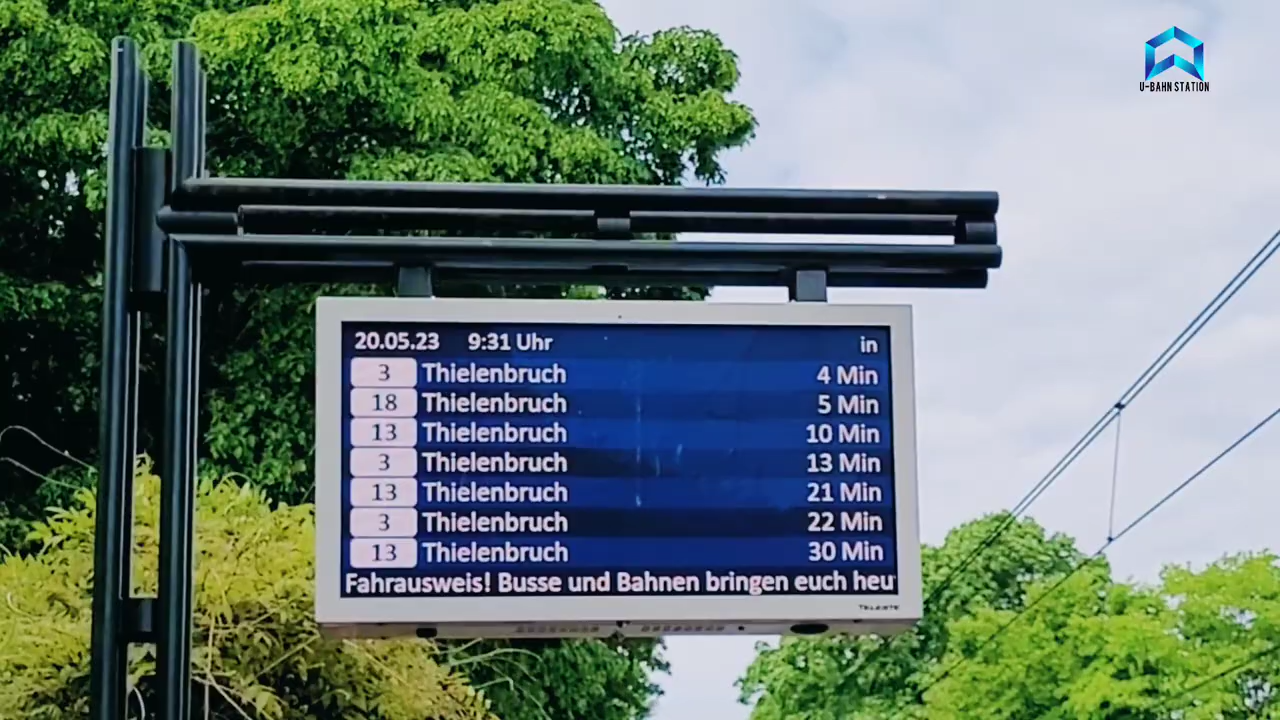 U-BAHN STATION
20.05.23 9:31 Uhr in
3 Thielenbruch 4 Min
18 Thielenbruch 5 Min
13 Thielenbruch 10 Min
3 Thielenbruch 13 Min
13 Thielenbruch 21 Min
3 Thielenbruch 22 Min
13 Thielenbruch 30 Min
Fahrausweis! Busse und Bahnen bringen euch heu
TELESTE